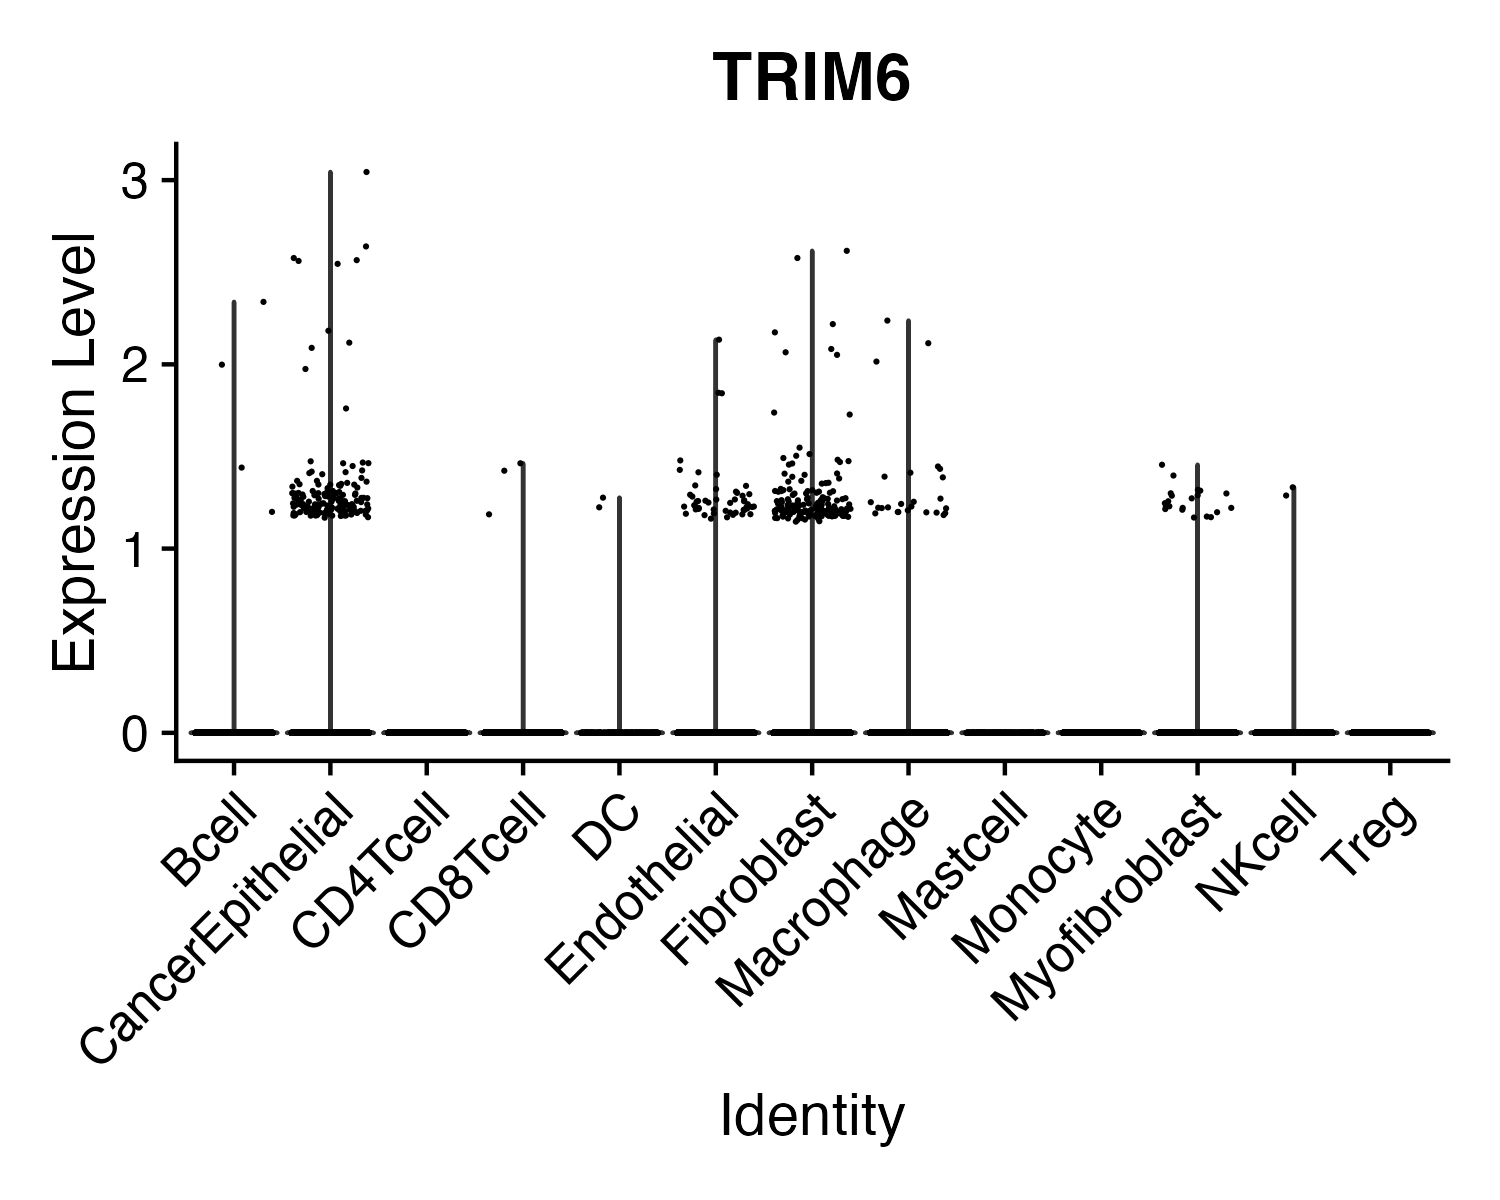 TRIM6
Expression Level
3
2
1
0
Bcell
CancerEpithelial
CD4Tcell
CD8Tcell
DC
Endothelial
Fibroblast
Macrophage
Mastcell
Monocyte
Myofibroblast
NKcell
Treg
Identity